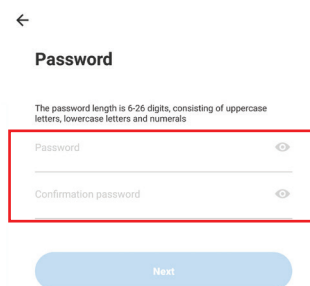 Password
The password length is 6-26 digits, consisting of uppercase
letters, lowercase letters and numerals
Password
Confirmation password
Next